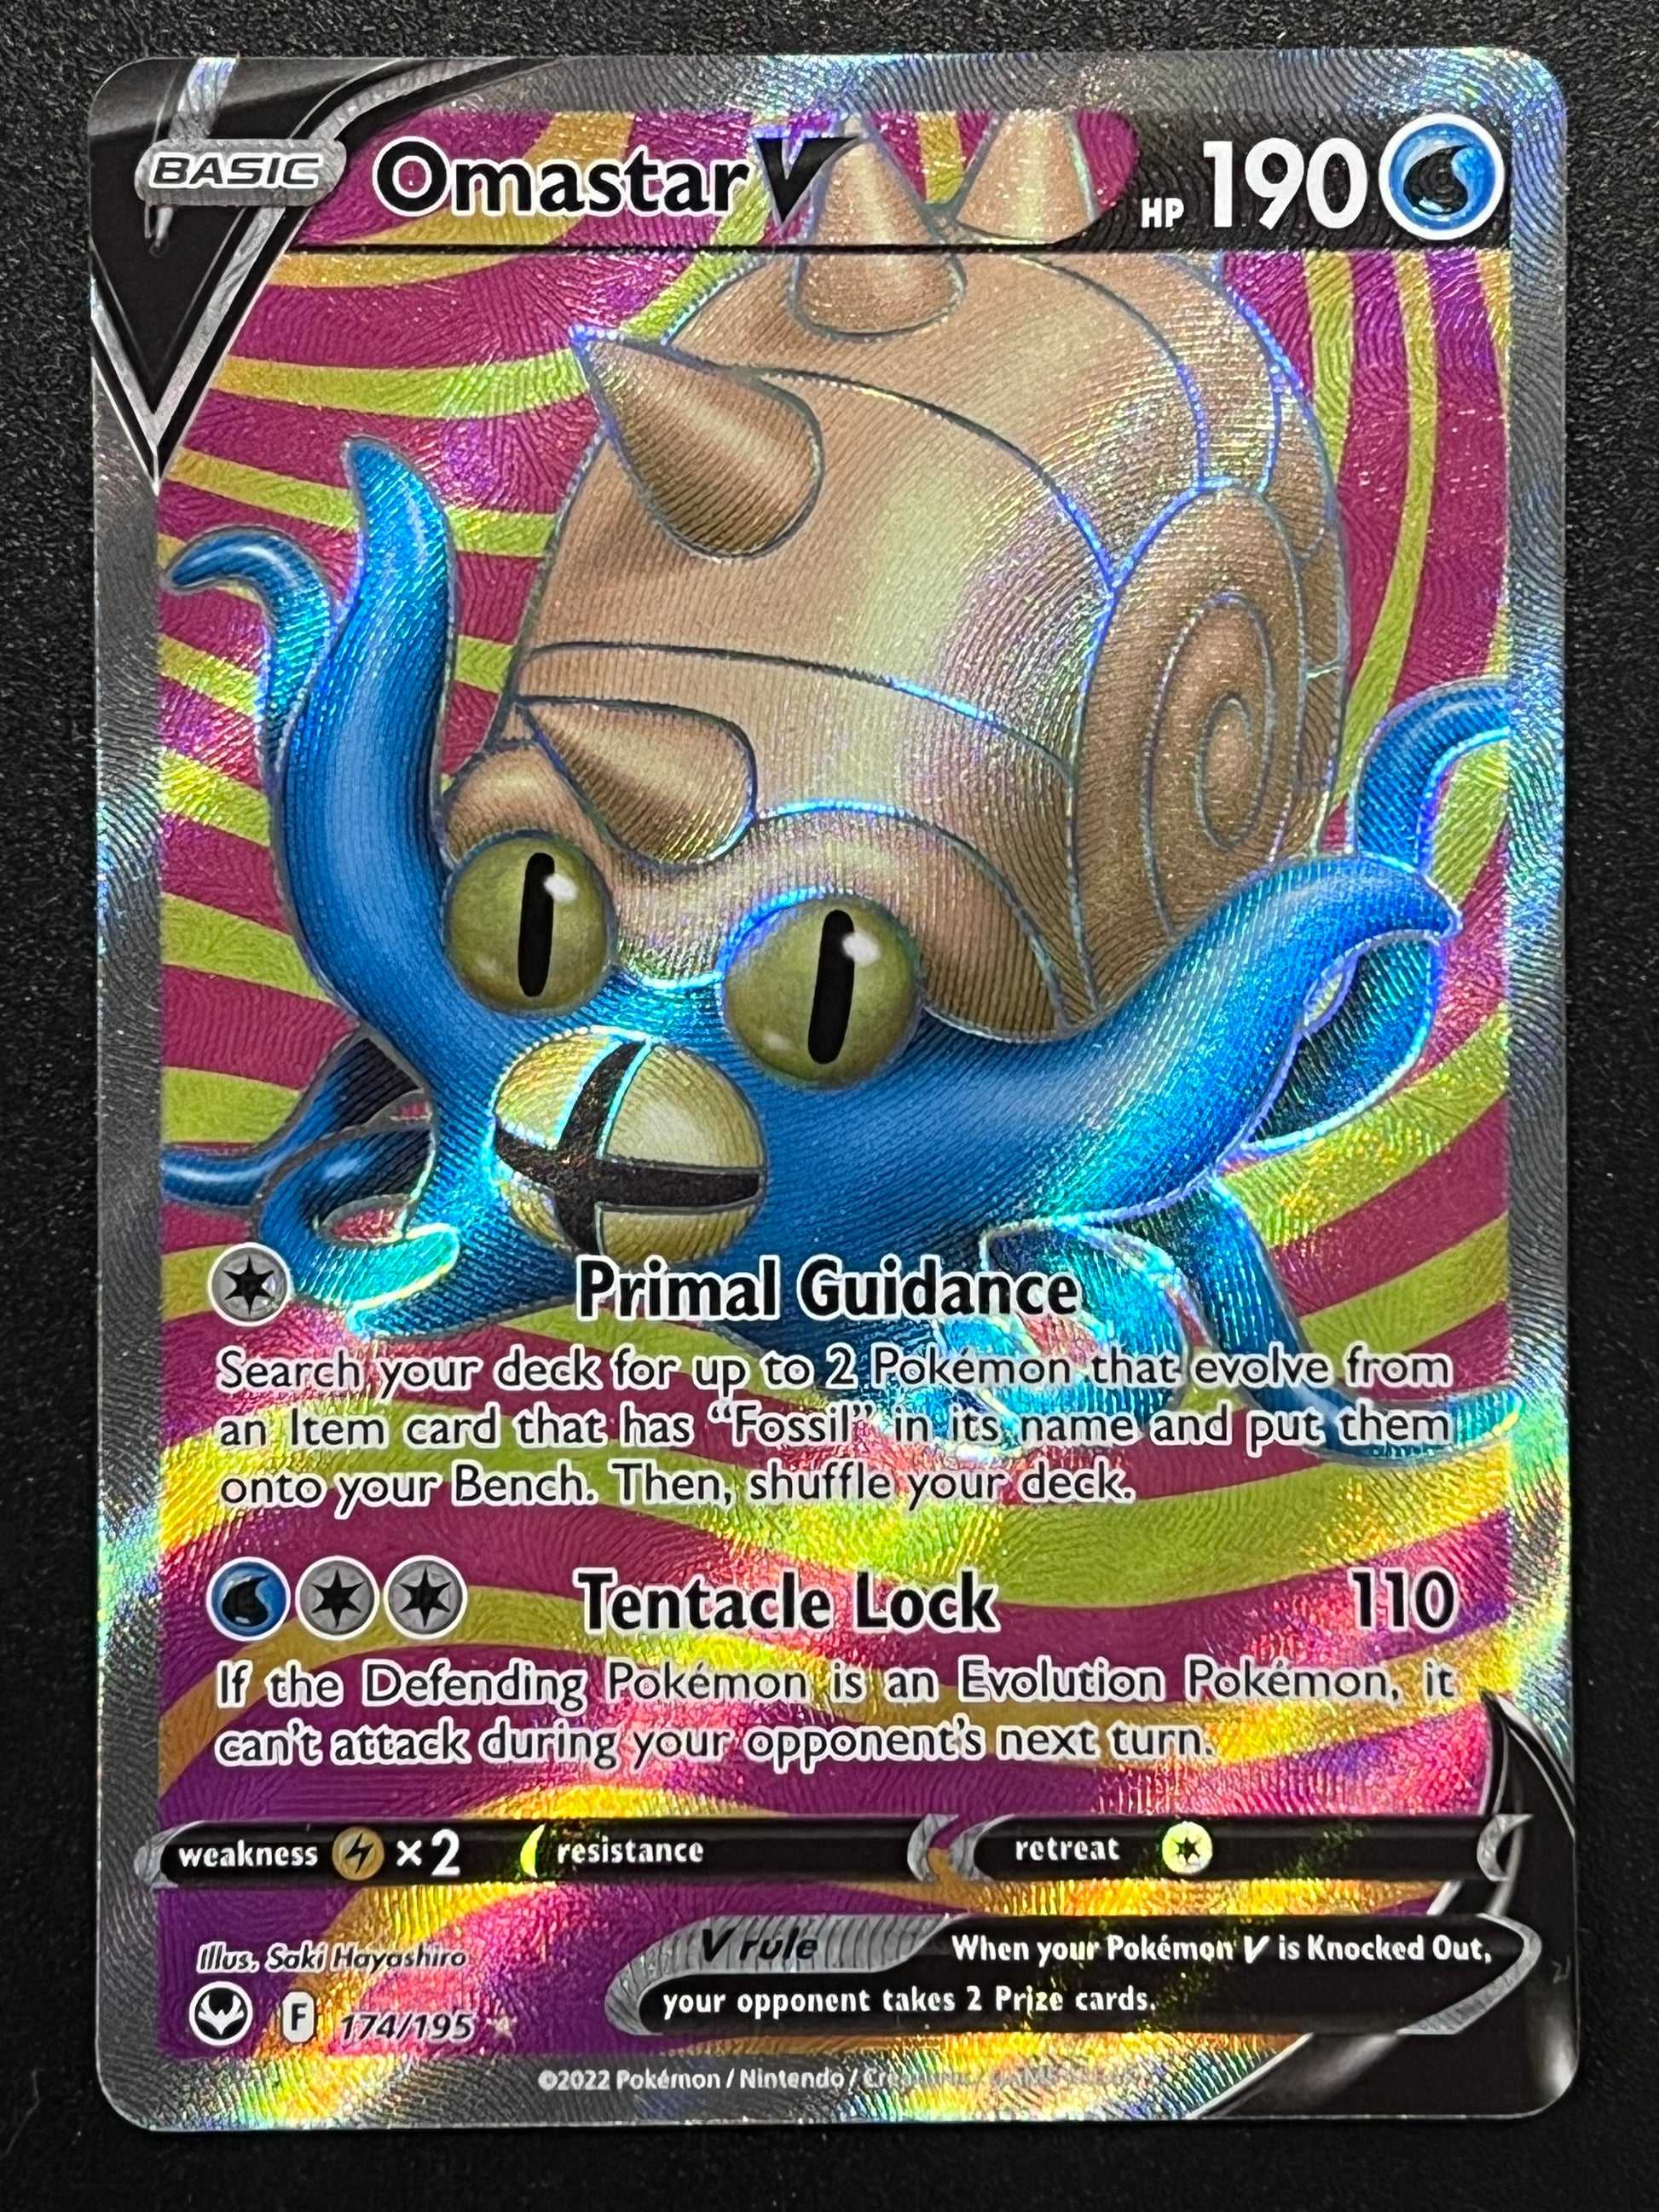 BASIC Omastar V HP 190
Primal Guidance
Search your deck for up to 2 Pokémon that evolve from
an Item card that has “Fossil” in its name and put them
onto your Bench. Then, shuffle your deck.
Tentacle Lock 110
If the Defending Pokémon is an Evolution Pokémon, it
can't attack during your opponent's next turn.
weakness ×2 resistance retreat
Illus. Saki Hayashiro
V rule When your Pokémon V is Knocked Out,
your opponent takes 2 Prize cards.
F 174/195
©2022 Pokémon / Nintendo /